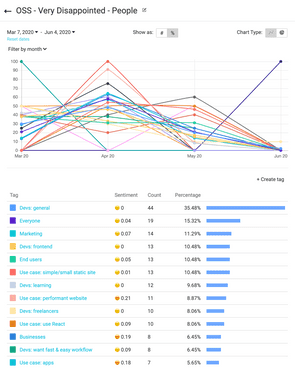 ← OSS - Very Disappointed - People
Mar 7, 2020 - Jun 4, 2020
Reset dates
Show as: # %
Chart Type:
Filter by month
100
90
80
70
60
50
40
30
20
10
0
Mar 20 Apr 20 May 20 Jun 20
+ Create tag
Tag Sentiment Count Percentage
Devs: general 0 44 35.48%
Everyone 0.04 19 15.32%
Marketing 0.07 14 11.29%
Devs: frontend 0 13 10.48%
End users 0.05 13 10.48%
Use case: simple/small static site 0.01 13 10.48%
Devs: learning 0 12 9.68%
Use case: performant website 0.21 11 8.87%
Devs: freelancers 0 10 8.06%
Use case: use React 0.09 10 8.06%
Businesses 0.19 8 6.45%
Devs: want fast & easy workflow 0.09 8 6.45%
Use case: apps 0.18 7 5.65%